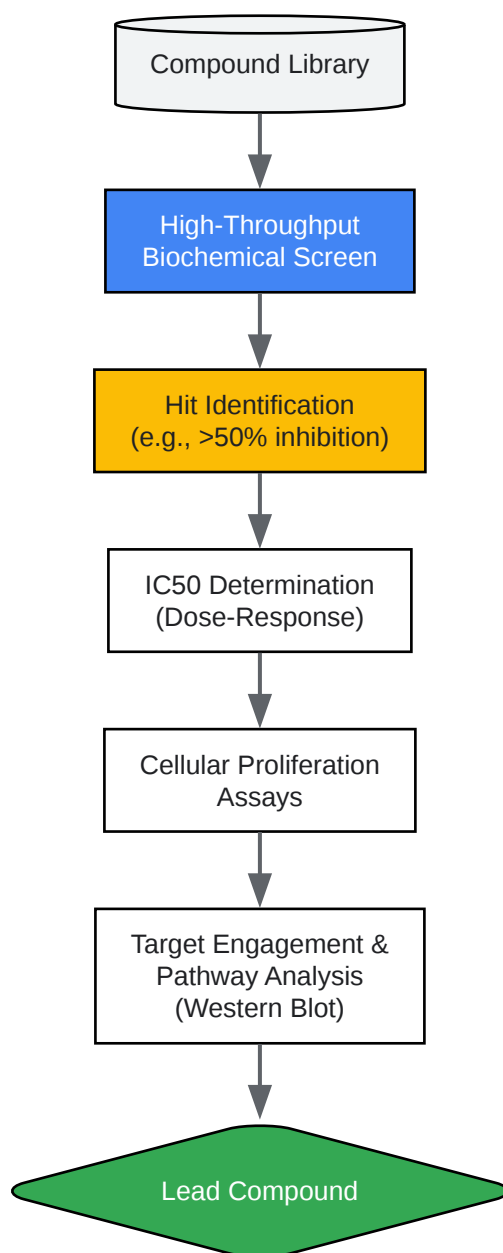 Compound Library
High-Throughput
Biochemical Screen
Hit Identification
(e.g., >50% inhibition)
IC50 Determination
(Dose-Response)
Cellular Proliferation
Assays
Target Engagement &
Pathway Analysis
(Western Blot)
Lead Compound